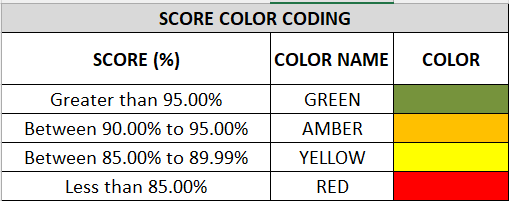 SCORE COLOR CODING
SCORE (%) COLOR NAME COLOR
Greater than 95.00% GREEN
Between 90.00% to 95.00% AMBER
Between 85.00% to 89.99% YELLOW
Less than 85.00% RED